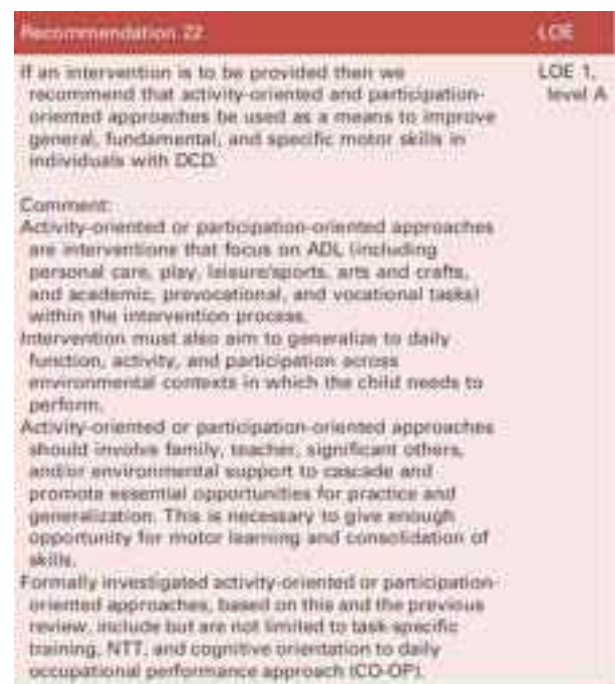 Recommendation 22 LOE
If an intervention is to be provided then we LOE 1,
recommend that activity-oriented and participation- level A
oriented approaches be used as a means to improve
general, fundamental, and specific motor skills in
individuals with DCD.
Comment:
Activity-oriented or participation-oriented approaches
are interventions that focus on ADL (including
personal care, play, leisure/sports, arts and crafts,
and academic, prevocational, and vocational tasks)
within the intervention process.
Intervention must also aim to generalize to daily
function, activity, and participation across
environmental contexts in which the child needs to
perform.
Activity-oriented or participation-oriented approaches
should involve family, teacher, significant others,
and/or environmental support to cascade and
promote essential opportunities for practice and
generalization. This is necessary to give enough
opportunity for motor learning and consolidation of
skills.
Formally investigated activity-oriented or participation-
oriented approaches, based on this and the previous
review, include but are not limited to task-specific
training, NTT, and cognitive orientation to daily
occupational performance approach (CO-OP).